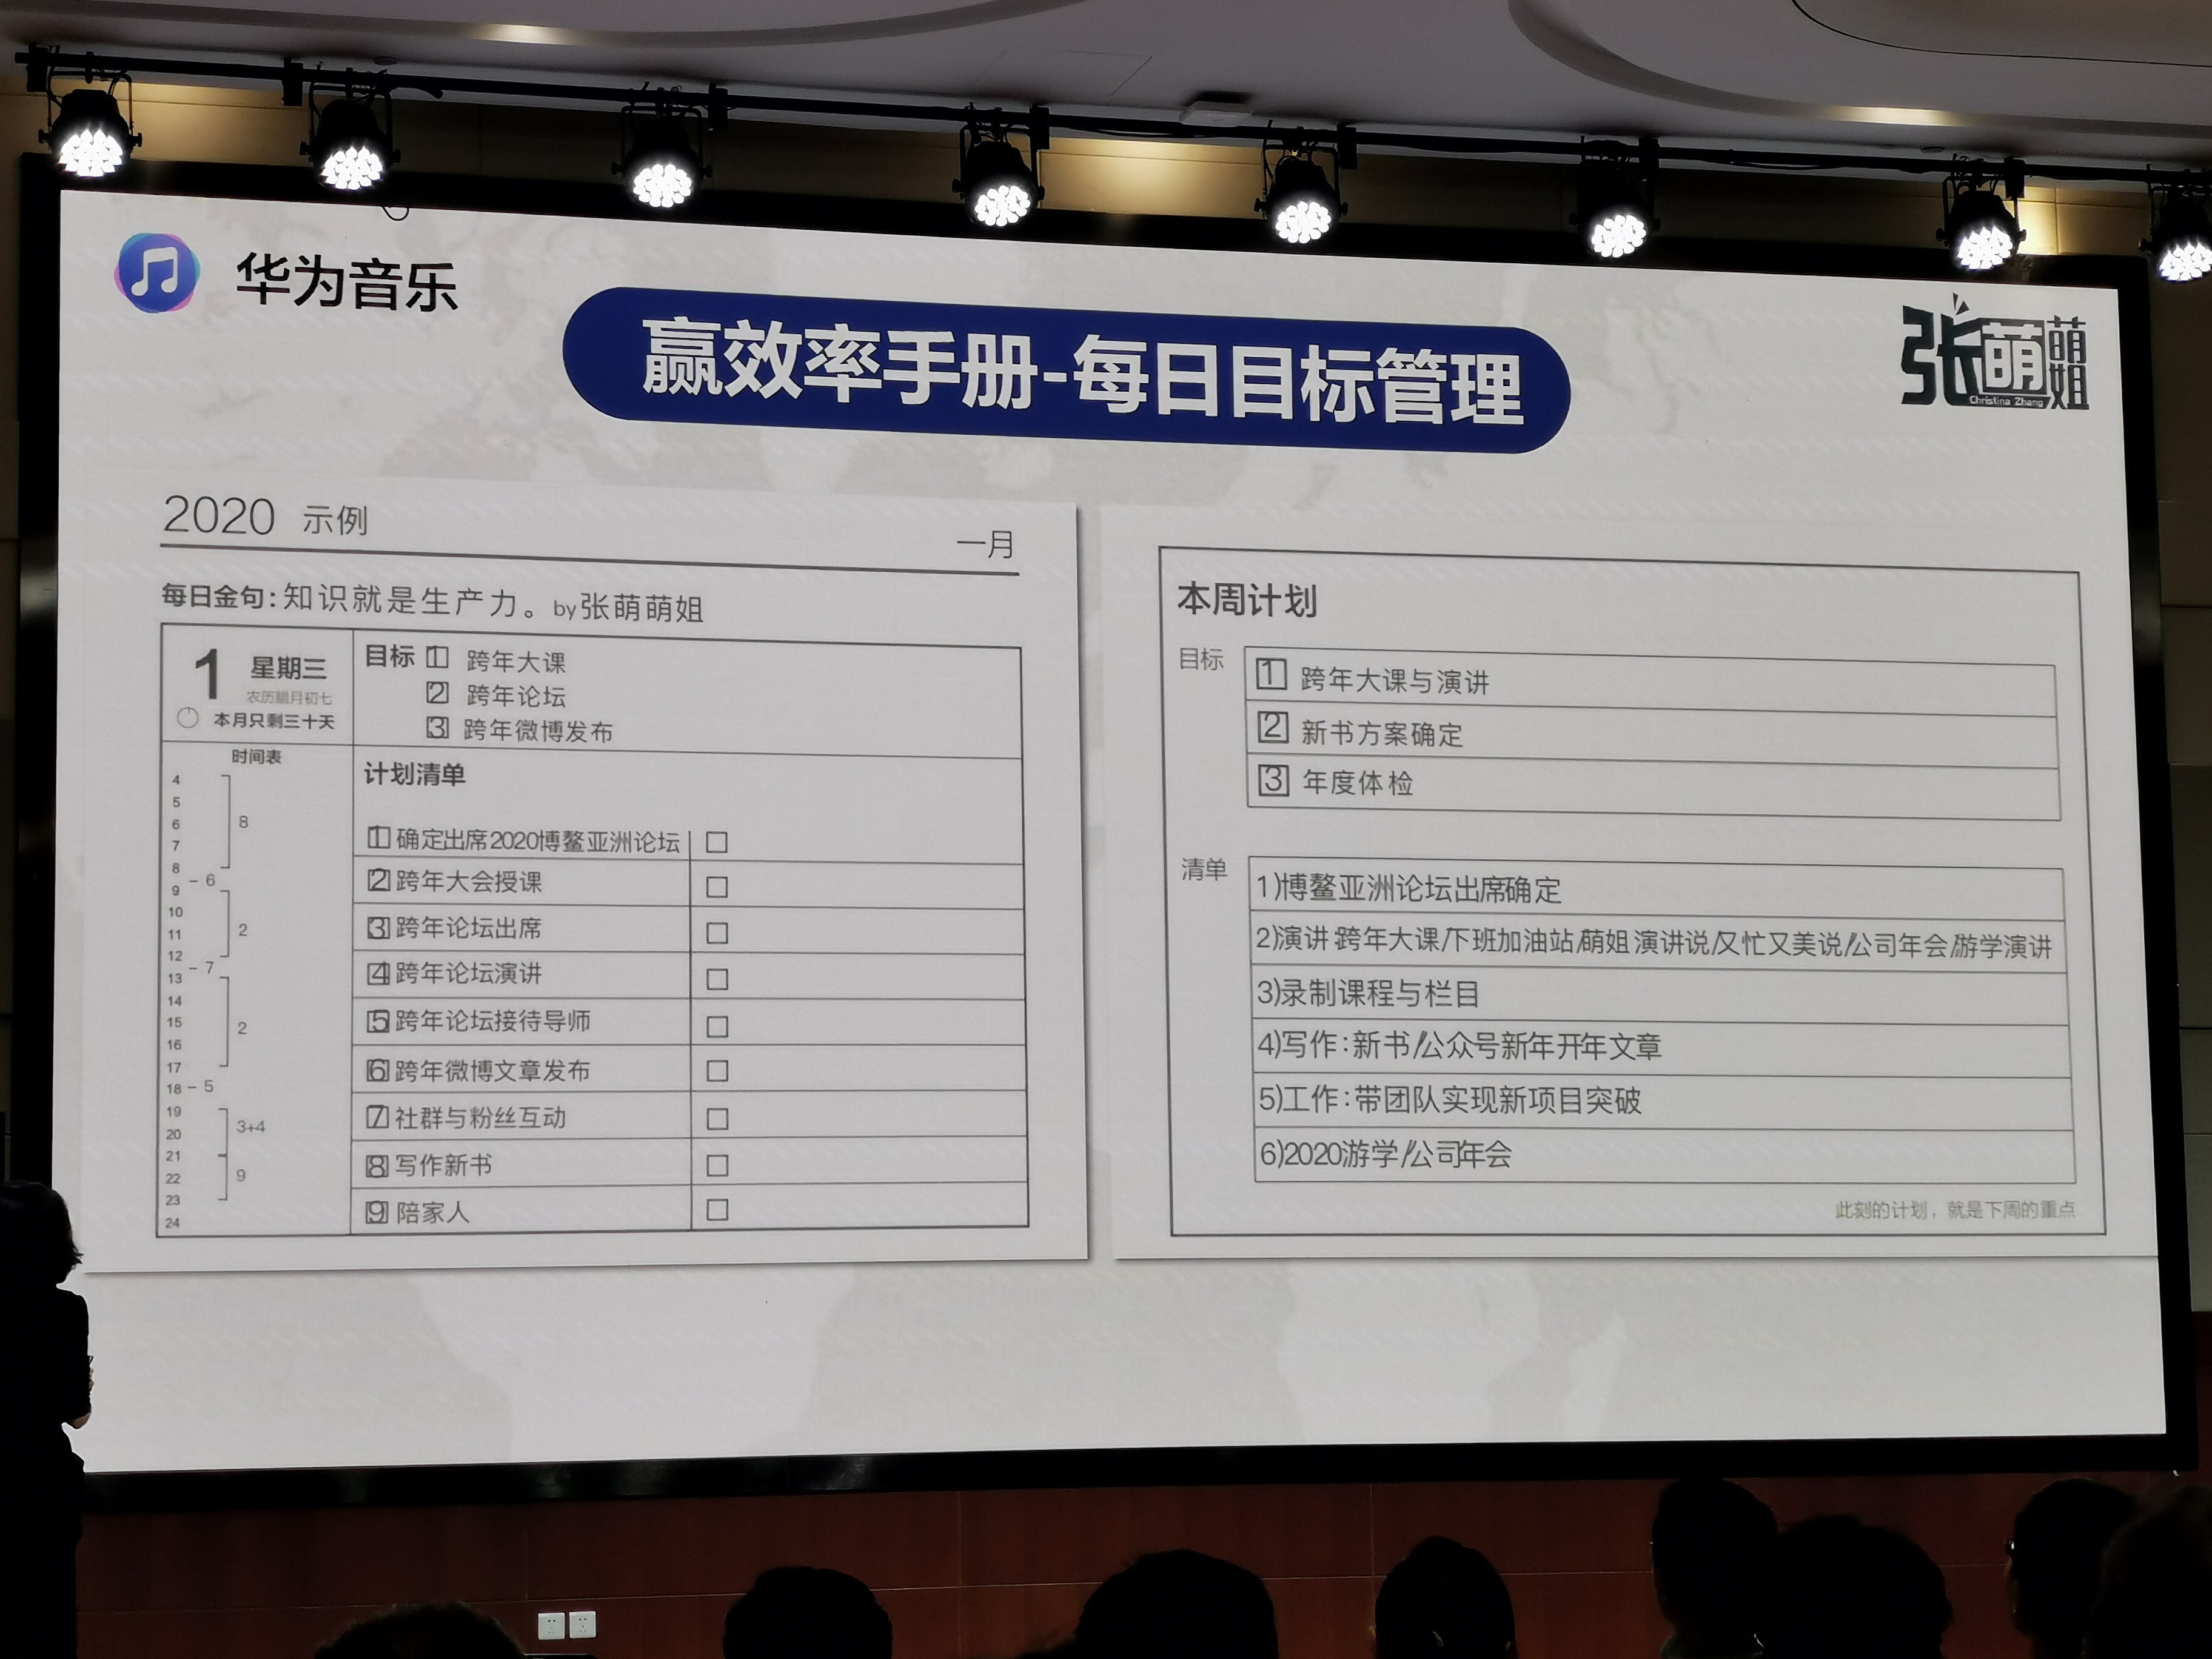 华为音乐
赢效率手册-每日目标管理
张萌萌姐
Christina Zhang
2020 示例
一月
每日金句:知识就是生产力。by张萌萌姐
1 星期三
农历腊月初七
本月只剩三十天
目标 1 跨年大课
2 跨年论坛
3 跨年微博发布
时间表
4
5
6
7
8
9
10
11
12
13
14
15
16
17
18
19
20
21
22
23
24
8
- 6
2
- 7
2
- 5
3+4
9
计划清单
1 确定出席2020博鳌亚洲论坛 □
2 跨年大会授课 □
3 跨年论坛出席 □
4 跨年论坛演讲 □
5 跨年论坛接待导师 □
6 跨年微博文章发布 □
7 社群与粉丝互动 □
8 写作新书 □
9 陪家人 □
本周计划
目标
1 跨年大课与演讲
2 新书方案确定
3 年度体检
清单
1)博鳌亚洲论坛出席确定
2)演讲 跨年大课/下班加油站/萌姐演讲说/又忙又美说/公司年会/游学演讲
3)录制课程与栏目
4)写作:新书/公众号新年开年文章
5)工作:带团队实现新项目突破
6)2020游学/公司年会
此刻的计划，就是下周的重点